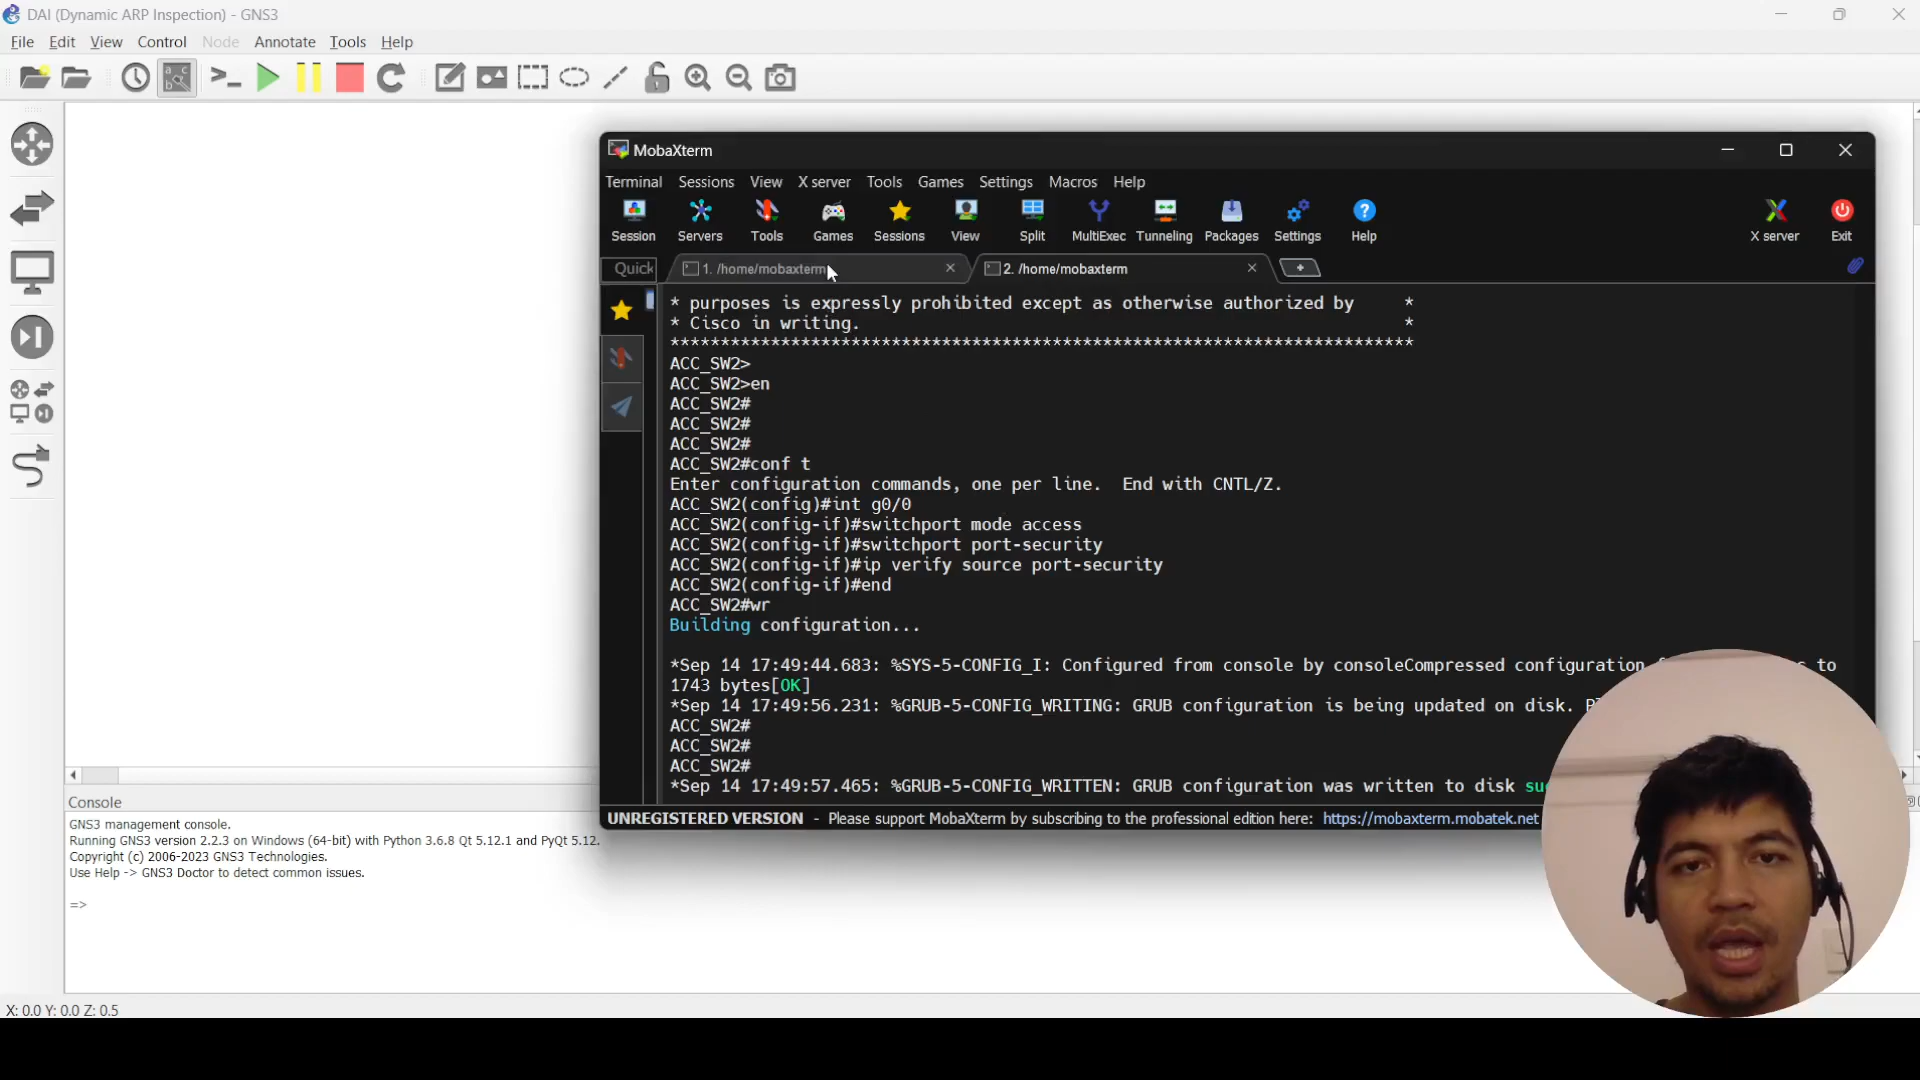 DAI (Dynamic ARP Inspection) - GNS3
File Edit View Control Node Annotate Tools Help
MobaXterm
Terminal Sessions View X server Tools Games Settings Macros Help
Session Servers Tools Games Sessions View Split MultiExec Tunneling Packages Settings Help X server Exit
Quick 1. /home/mobaxterm 2. /home/mobaxterm
* purposes is expressly prohibited except as otherwise authorized by *
* Cisco in writing. *
**************************************************************************
ACC_SW2>
ACC_SW2>en
ACC_SW2#
ACC_SW2#
ACC_SW2#
ACC_SW2#conf t
Enter configuration commands, one per line. End with CNTL/Z.
ACC_SW2(config)#int g0/0
ACC_SW2(config-if)#switchport mode access
ACC_SW2(config-if)#switchport port-security
ACC_SW2(config-if)#ip verify source port-security
ACC_SW2(config-if)#end
ACC_SW2#wr
Building configuration...
*Sep 14 17:49:44.683: %SYS-5-CONFIG_I: Configured from console by consoleCompressed configuration to
1743 bytes[OK]
*Sep 14 17:49:56.231: %GRUB-5-CONFIG_WRITING: GRUB configuration is being updated on disk.
ACC_SW2#
ACC_SW2#
ACC_SW2#
*Sep 14 17:49:57.465: %GRUB-5-CONFIG_WRITTEN: GRUB configuration was written to disk
UNREGISTERED VERSION - Please support MobaXterm by subscribing to the professional edition here: https://mobaxterm.mobatek.net
Console
GNS3 management console.
Running GNS3 version 2.2.3 on Windows (64-bit) with Python 3.6.8 Qt 5.12.1 and PyQt 5.12.
Copyright (c) 2006-2023 GNS3 Technologies.
Use Help -> GNS3 Doctor to detect common issues.
=>
X: 0.0 Y: 0.0 Z: 0.5